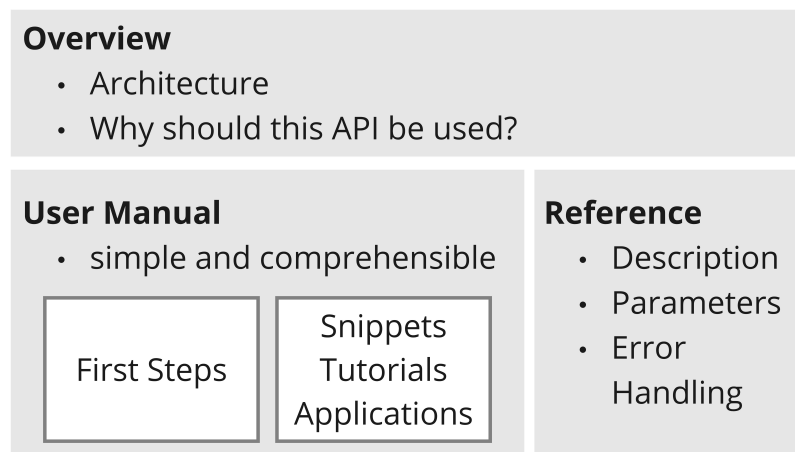 Overview
• Architecture
• Why should this API be used?
User Manual
• simple and comprehensible
First Steps
Snippets
Tutorials
Applications
Reference
• Description
• Parameters
• Error
Handling